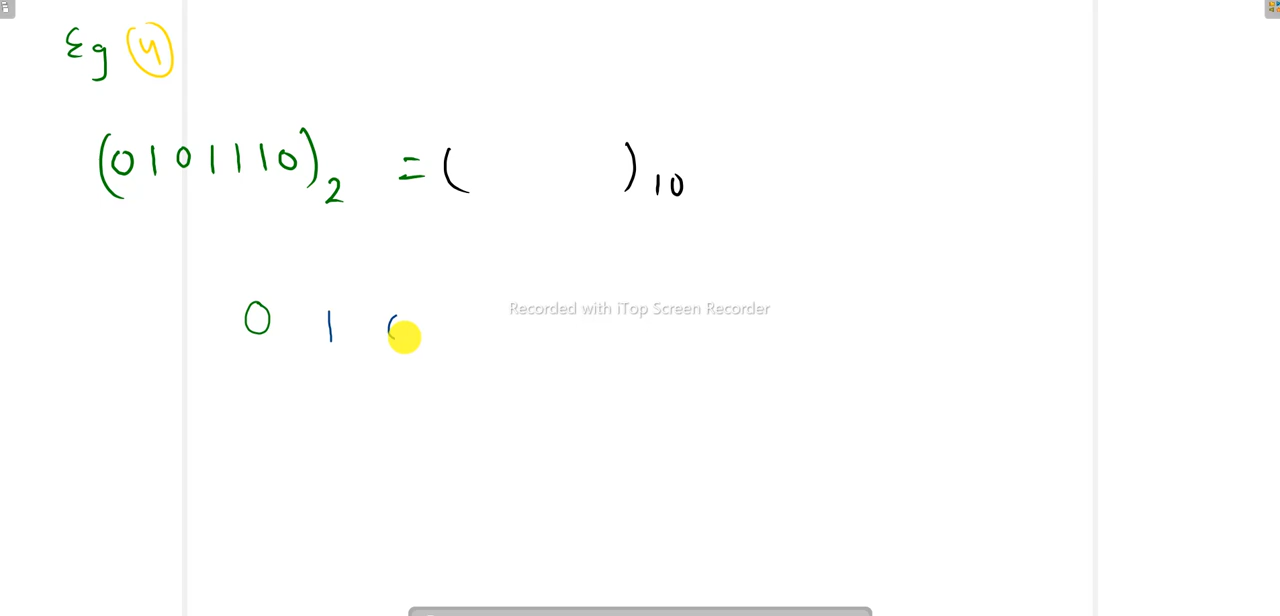 Eg 4
(0101110)₂ = ( )₁₀
Recorded with iTop Screen Recorder
0 1